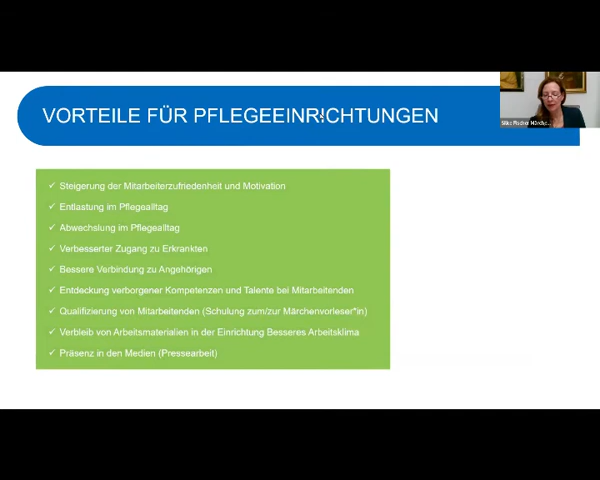 VORTEILE FÜR PFLEGEEINRICHTUNGEN
✓ Steigerung der Mitarbeiterzufriedenheit und Motivation
✓ Entlastung im Pflegealltag
✓ Abwechslung im Pflegealltag
✓ Verbesserter Zugang zu Erkrankten
✓ Bessere Verbindung zu Angehörigen
✓ Entdeckung verborgener Kompetenzen und Talente bei Mitarbeitenden
✓ Qualifizierung von Mitarbeitenden (Schulung zum/zur Märchenvorleser*in)
✓ Verbleib von Arbeitsmaterialien in der Einrichtung Besseres Arbeitsklima
✓ Präsenz in den Medien (Pressearbeit)